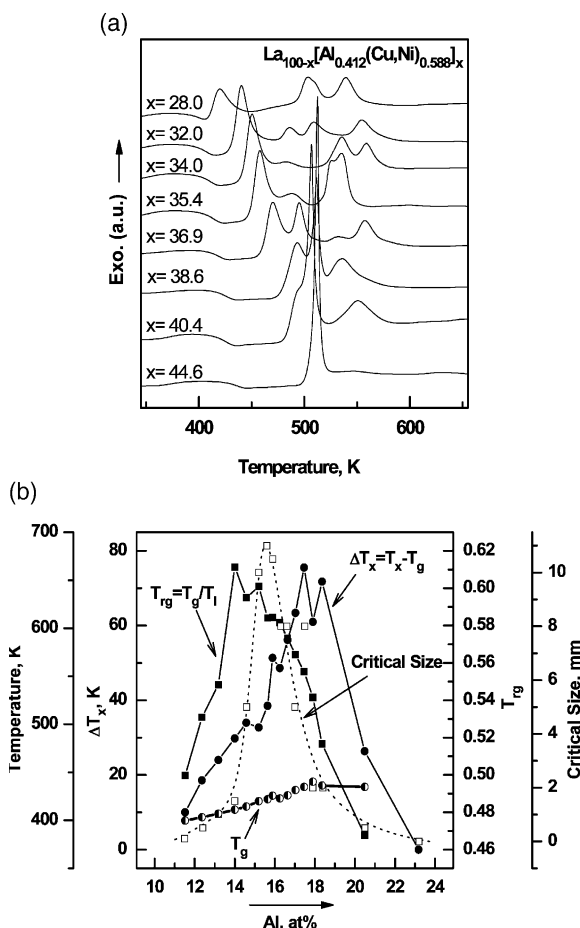 (a)
La100-x[Al0.412(Cu,Ni)0.588]x
x= 28.0
x= 32.0
x= 34.0
x= 35.4
x= 36.9
x= 38.6
x= 40.4
x= 44.6
Exo. (a.u.)
400 500 600
Temperature, K
(b)
700
600
500
400
Temperature, K
80
60
40
20
0
ΔTx, K
Trg=Tg/Tl
ΔTx=Tx-Tg
Critical Size
Tg
0.62
0.60
0.58
0.56
0.54
0.52
0.50
0.48
0.46
Trg
10
8
6
4
2
0
Critical Size, mm
10 12 14 16 18 20 22 24
Al, at%